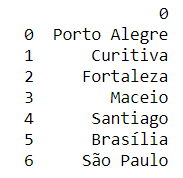 0
0 Porto Alegre
1 Curitiva
2 Fortaleza
3 Maceio
4 Santiago
5 Brasília
6 São Paulo